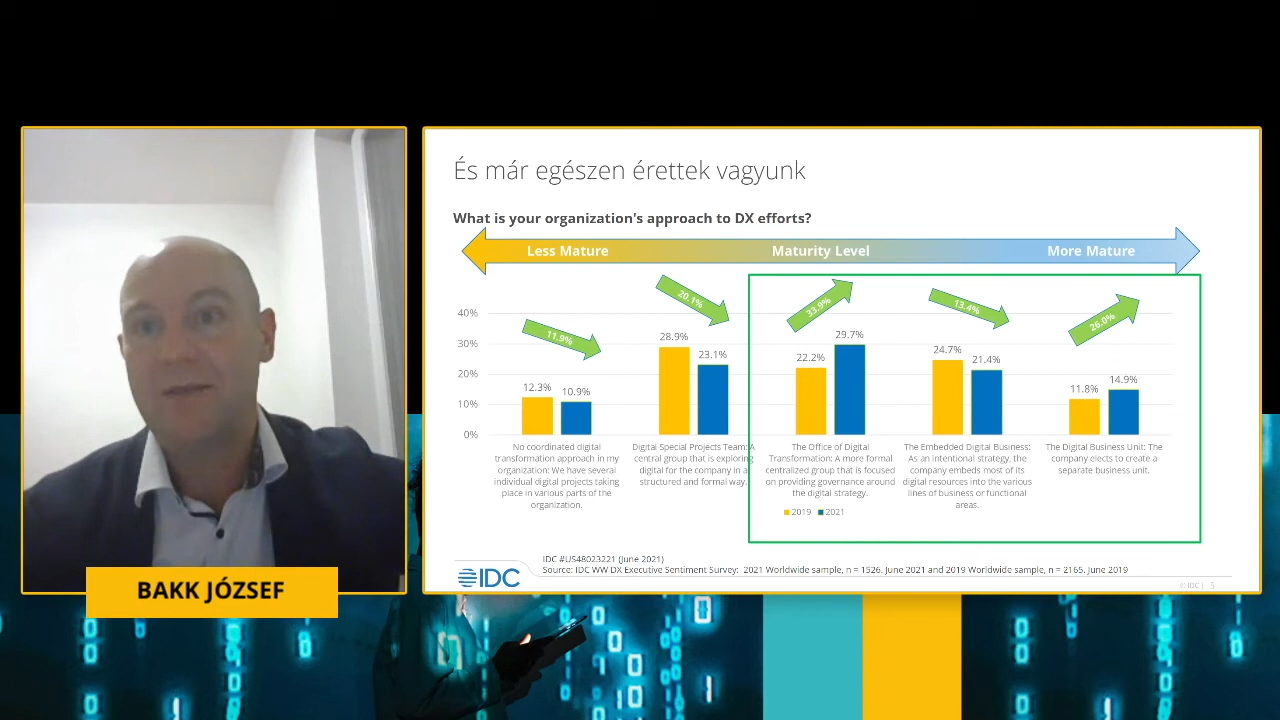 És már egészen érettek vagyunk
What is your organization's approach to DX efforts?
Less Mature
Maturity Level
More Mature
11.9%
20.1%
33.9%
13.4%
26.0%
40%
30%
20%
10%
0%
12.3%
10.9%
28.9%
23.1%
22.2%
29.7%
24.7%
21.4%
11.8%
14.9%
No coordinated digital
transformation approach in my
organization: We have several
individual digital projects taking
place in various parts of the
organization.
Digital Special Projects Team: A
central group that is exploring
digital for the company in a
structured and formal way.
The Office of Digital
Transformation: A more formal
centralized group that is focused
on providing governance around
the digital strategy.
The Embedded Digital Business:
As an intentional strategy, the
company embeds most of its
digital resources into the various
lines of business or functional
areas.
The Digital Business Unit: The
company elects to create a
separate business unit.
2019
2021
IDC #US48023221 (June 2021)
Source: IDC WW DX Executive Sentiment Survey: 2021 Worldwide sample, n = 1526. June 2021 and 2019 Worldwide sample, n = 2165. June 2019
IDC
© IDC | 5
BAKK JÓZSEF